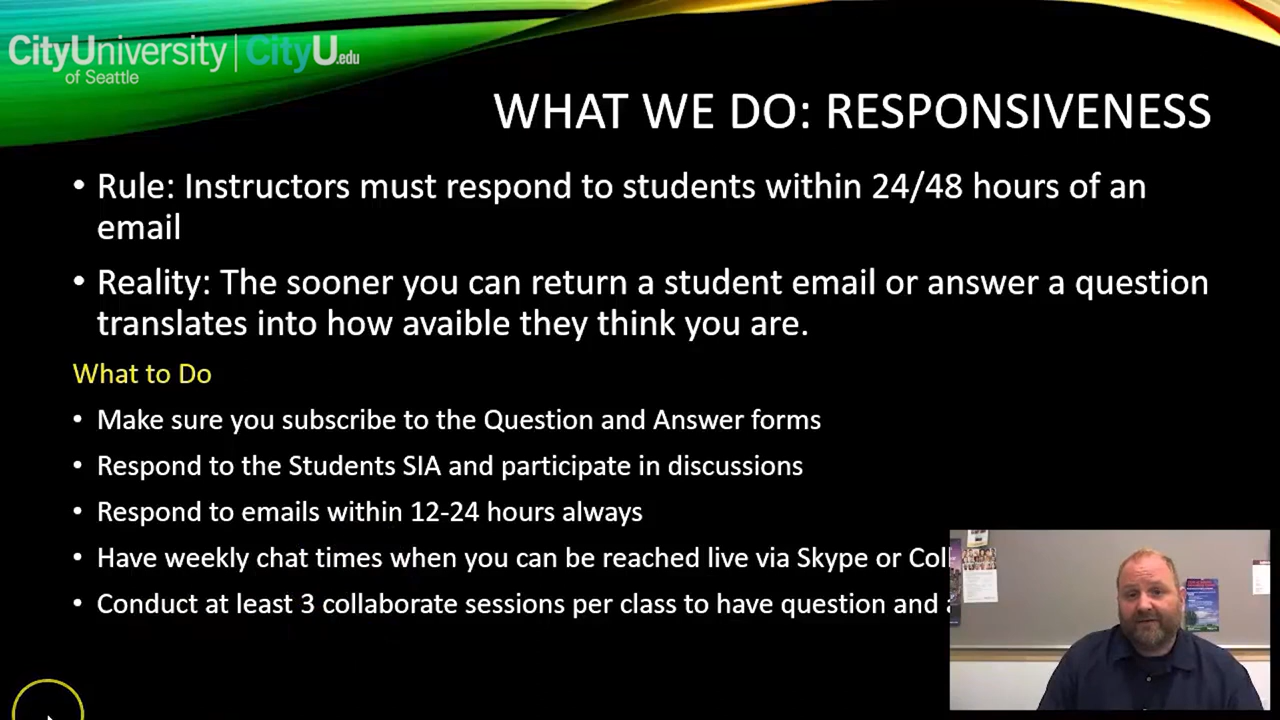 CityUniversity | CityU.edu
of Seattle
WHAT WE DO: RESPONSIVENESS
• Rule: Instructors must respond to students within 24/48 hours of an
email
• Reality: The sooner you can return a student email or answer a question
translates into how avaible they think you are.
What to Do
• Make sure you subscribe to the Question and Answer forms
• Respond to the Students SIA and participate in discussions
• Respond to emails within 12-24 hours always
• Have weekly chat times when you can be reached live via Skype or
• Conduct at least 3 collaborate sessions per class to have question and